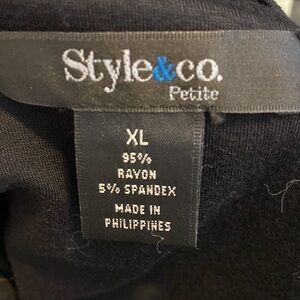 Style&co.
Petite
XL
95%
RAYON
5% SPANDEX
MADE IN
PHILIPPINES